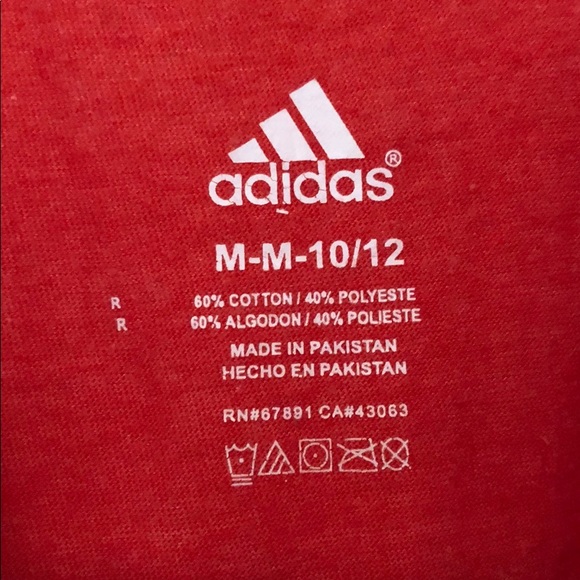 adidas®
M-M-10/12
R 60% COTTON / 40% POLYESTE
R 60% ALGODON / 40% POLIESTE
MADE IN PAKISTAN
HECHO EN PAKISTAN
RN#67891 CA#43063